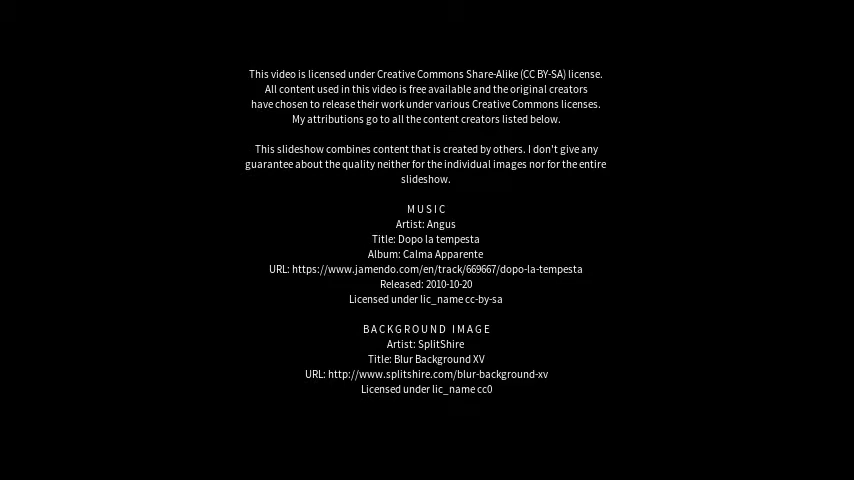 This video is licensed under Creative Commons Share-Alike (CC BY-SA) license.
All content used in this video is free available and the original creators
have chosen to release their work under various Creative Commons licenses.
My attributions go to all the content creators listed below.
This slideshow combines content that is created by others. I don't give any
guarantee about the quality neither for the individual images nor for the entire
slideshow.
MUSIC
Artist: Angus
Title: Dopo la tempesta
Album: Calma Apparente
URL: https://www.jamendo.com/en/track/669667/dopo-la-tempesta
Released: 2010-10-20
Licensed under lic_name cc-by-sa
BACKGROUND IMAGE
Artist: SplitShire
Title: Blur Background XV
URL: http://www.splitshire.com/blur-background-xv
Licensed under lic_name cc0